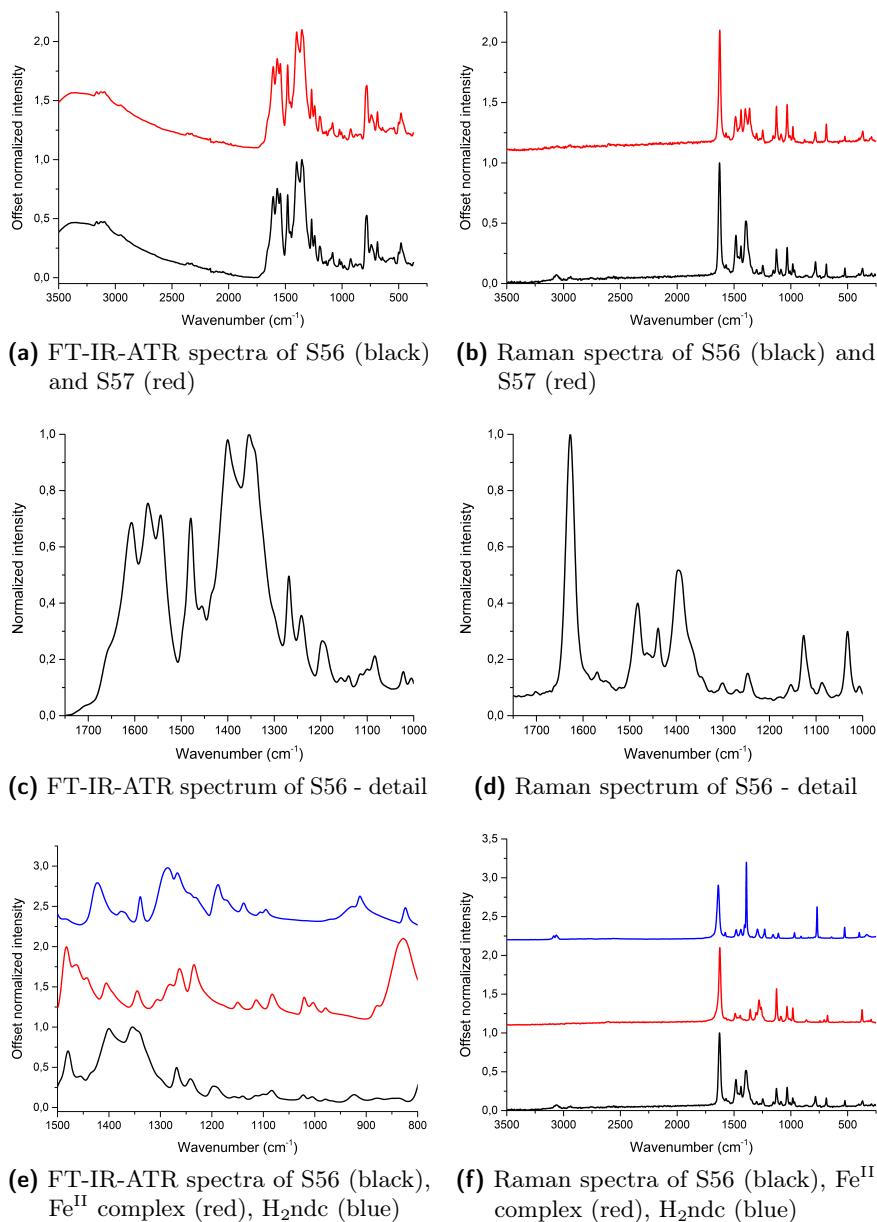 2,0
1,5
1,0
0,5
0,0
Offset normalized intensity
3500 3000 2500 2000 1500 1000 500
Wavenumber (cm-1)
(a) FT-IR-ATR spectra of S56 (black)
and S57 (red)
2,0
1,5
1,0
0,5
0,0
Offset normalized intensity
3500 3000 2500 2000 1500 1000 500
Wavenumber (cm-1)
(b) Raman spectra of S56 (black) and
S57 (red)
1,0
0,8
0,6
0,4
0,2
0,0
Normalized intensity
1700 1600 1500 1400 1300 1200 1100 1000
Wavenumber (cm-1)
(c) FT-IR-ATR spectrum of S56 - detail
1,0
0,8
0,6
0,4
0,2
0,0
Normalized intenisity
1700 1600 1500 1400 1300 1200 1100 1000
Wavenumber (cm-1)
(d) Raman spectrum of S56 - detail
3,0
2,5
2,0
1,5
1,0
0,5
0,0
Offset normalized intensity
1500 1400 1300 1200 1100 1000 900 800
Wavenumber (cm-1)
(e) FT-IR-ATR spectra of S56 (black),
FeII complex (red), H2ndc (blue)
3,5
3,0
2,5
2,0
1,5
1,0
0,5
0,0
Offset normalized intensity
3500 3000 2500 2000 1500 1000 500
Wavenumber (cm-1)
(f) Raman spectra of S56 (black), FeII
complex (red), H2ndc (blue)